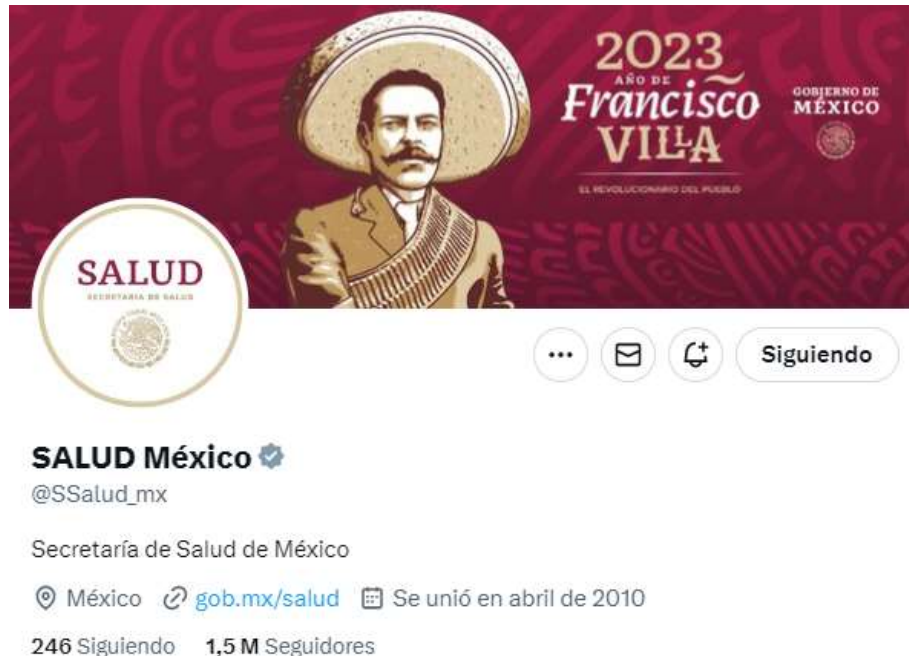 2023
AÑO DE
Francisco
VILLA
EL REVOLUCIONARIO DEL PUEBLO
GOBIERNO DE
MÉXICO
SALUD
SECRETARÍA DE SALUD
Siguiendo
SALUD México
@SSalud_mx
Secretaría de Salud de México
México gob.mx/salud Se unió en abril de 2010
246 Siguiendo 1,5 M Seguidores